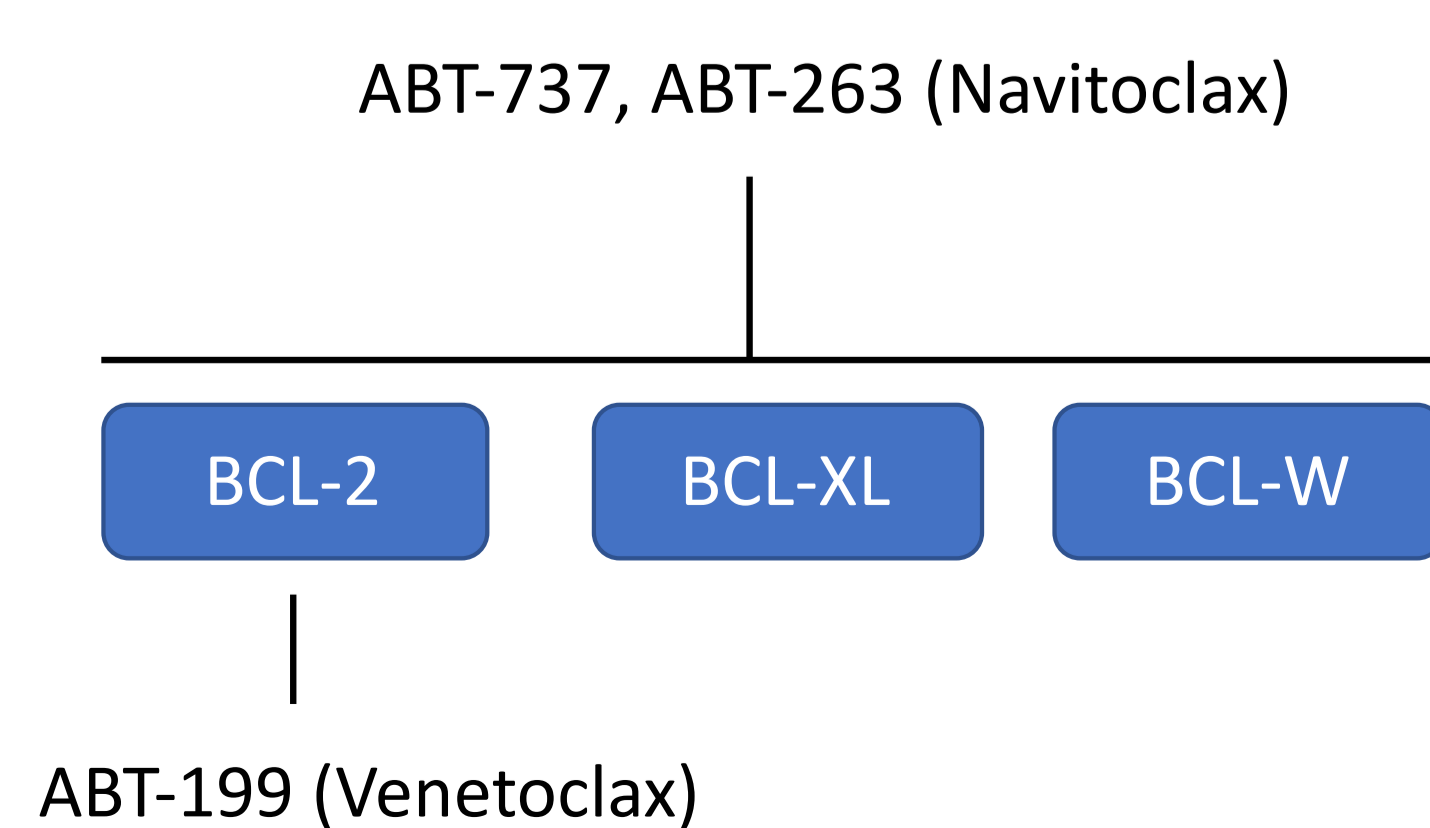 ABT-737, ABT-263 (Navitoclax)
BCL-2
BCL-XL
BCL-W
ABT-199 (Venetoclax)